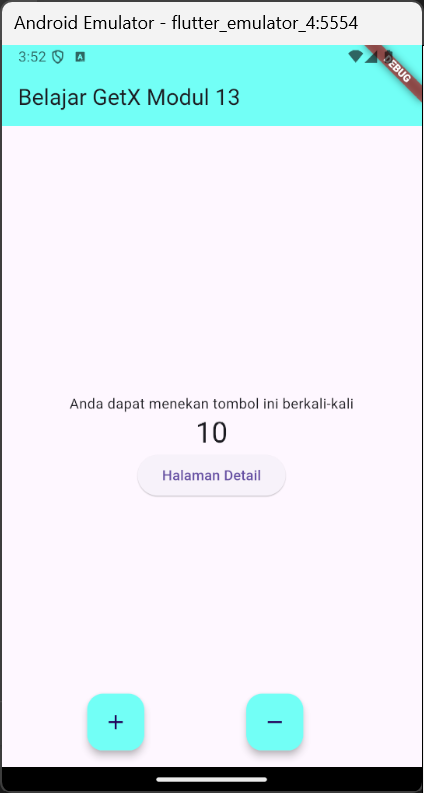 Android Emulator - flutter_emulator_4:5554
3:52
A
DEBUG
Belajar GetX Modul 13
Anda dapat menekan tombol ini berkali-kali
10
Halaman Detail
+
−